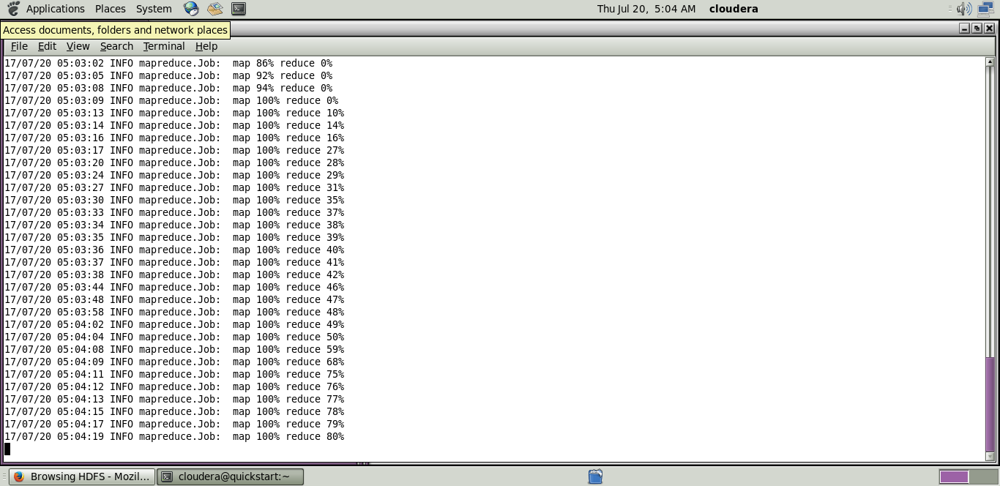 Applications Places System Thu Jul 20, 5:04 AM cloudera
Access documents, folders and network places
File Edit View Search Terminal Help
17/07/20 05:03:02 INFO mapreduce.Job:  map 86% reduce 0%
17/07/20 05:03:05 INFO mapreduce.Job:  map 92% reduce 0%
17/07/20 05:03:08 INFO mapreduce.Job:  map 94% reduce 0%
17/07/20 05:03:09 INFO mapreduce.Job:  map 100% reduce 0%
17/07/20 05:03:13 INFO mapreduce.Job:  map 100% reduce 10%
17/07/20 05:03:14 INFO mapreduce.Job:  map 100% reduce 14%
17/07/20 05:03:16 INFO mapreduce.Job:  map 100% reduce 16%
17/07/20 05:03:17 INFO mapreduce.Job:  map 100% reduce 27%
17/07/20 05:03:20 INFO mapreduce.Job:  map 100% reduce 28%
17/07/20 05:03:24 INFO mapreduce.Job:  map 100% reduce 29%
17/07/20 05:03:27 INFO mapreduce.Job:  map 100% reduce 31%
17/07/20 05:03:30 INFO mapreduce.Job:  map 100% reduce 35%
17/07/20 05:03:33 INFO mapreduce.Job:  map 100% reduce 37%
17/07/20 05:03:34 INFO mapreduce.Job:  map 100% reduce 38%
17/07/20 05:03:35 INFO mapreduce.Job:  map 100% reduce 39%
17/07/20 05:03:36 INFO mapreduce.Job:  map 100% reduce 40%
17/07/20 05:03:37 INFO mapreduce.Job:  map 100% reduce 41%
17/07/20 05:03:38 INFO mapreduce.Job:  map 100% reduce 42%
17/07/20 05:03:44 INFO mapreduce.Job:  map 100% reduce 46%
17/07/20 05:03:48 INFO mapreduce.Job:  map 100% reduce 47%
17/07/20 05:03:58 INFO mapreduce.Job:  map 100% reduce 48%
17/07/20 05:04:02 INFO mapreduce.Job:  map 100% reduce 49%
17/07/20 05:04:04 INFO mapreduce.Job:  map 100% reduce 50%
17/07/20 05:04:08 INFO mapreduce.Job:  map 100% reduce 59%
17/07/20 05:04:09 INFO mapreduce.Job:  map 100% reduce 68%
17/07/20 05:04:11 INFO mapreduce.Job:  map 100% reduce 75%
17/07/20 05:04:12 INFO mapreduce.Job:  map 100% reduce 76%
17/07/20 05:04:13 INFO mapreduce.Job:  map 100% reduce 77%
17/07/20 05:04:15 INFO mapreduce.Job:  map 100% reduce 78%
17/07/20 05:04:17 INFO mapreduce.Job:  map 100% reduce 79%
17/07/20 05:04:19 INFO mapreduce.Job:  map 100% reduce 80%
Browsing HDFS - Mozil... cloudera@quickstart:~